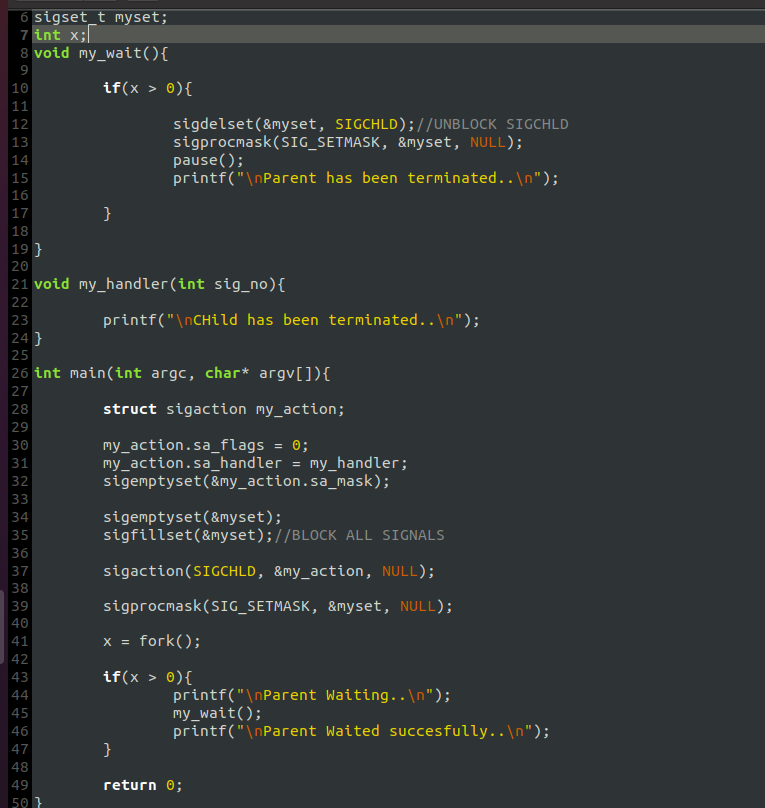 6 sigset_t myset;
7 int x;
8 void my_wait(){
9
10 if(x > 0){
11
12 sigdelset(&myset, SIGCHLD);//UNBLOCK SIGCHLD
13 sigprocmask(SIG_SETMASK, &myset, NULL);
14 pause();
15 printf("\nParent has been terminated..\n");
16
17 }
18
19 }
20
21 void my_handler(int sig_no){
22
23 printf("\nCHild has been terminated..\n");
24 }
25
26 int main(int argc, char* argv[]){
27
28 struct sigaction my_action;
29
30 my_action.sa_flags = 0;
31 my_action.sa_handler = my_handler;
32 sigemptyset(&my_action.sa_mask);
33
34 sigemptyset(&myset);
35 sigfillset(&myset);//BLOCK ALL SIGNALS
36
37 sigaction(SIGCHLD, &my_action, NULL);
38
39 sigprocmask(SIG_SETMASK, &myset, NULL);
40
41 x = fork();
42
43 if(x > 0){
44 printf("\nParent Waiting..\n");
45 my_wait();
46 printf("\nParent Waited succesfully..\n");
47 }
48
49 return 0;
50 }